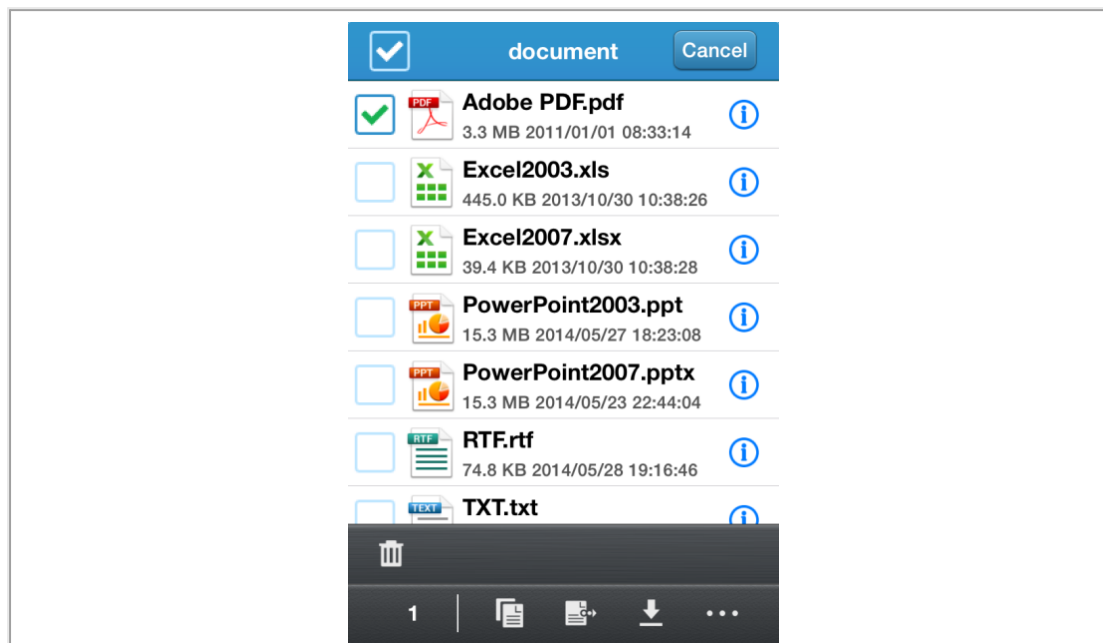 document
Cancel
PDF
Adobe PDF.pdf
3.3 MB 2011/01/01 08:33:14
X
Excel2003.xls
445.0 KB 2013/10/30 10:38:26
X
Excel2007.xlsx
39.4 KB 2013/10/30 10:38:28
PPT
PowerPoint2003.ppt
15.3 MB 2014/05/27 18:23:08
PPT
PowerPoint2007.pptx
15.3 MB 2014/05/23 22:44:04
RTF
RTF.rtf
74.8 KB 2014/05/28 19:16:46
TEXT
TXT.txt
1